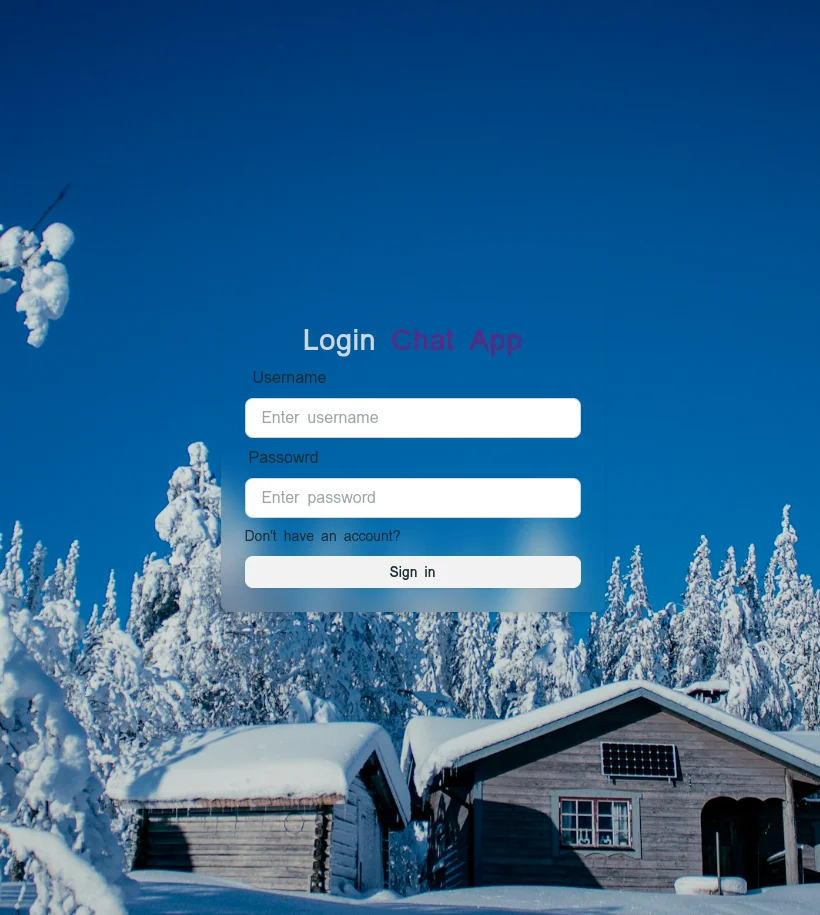 Login Chat App
Username
Enter username
Passowrd
Enter password
Don't have an account?
Sign in